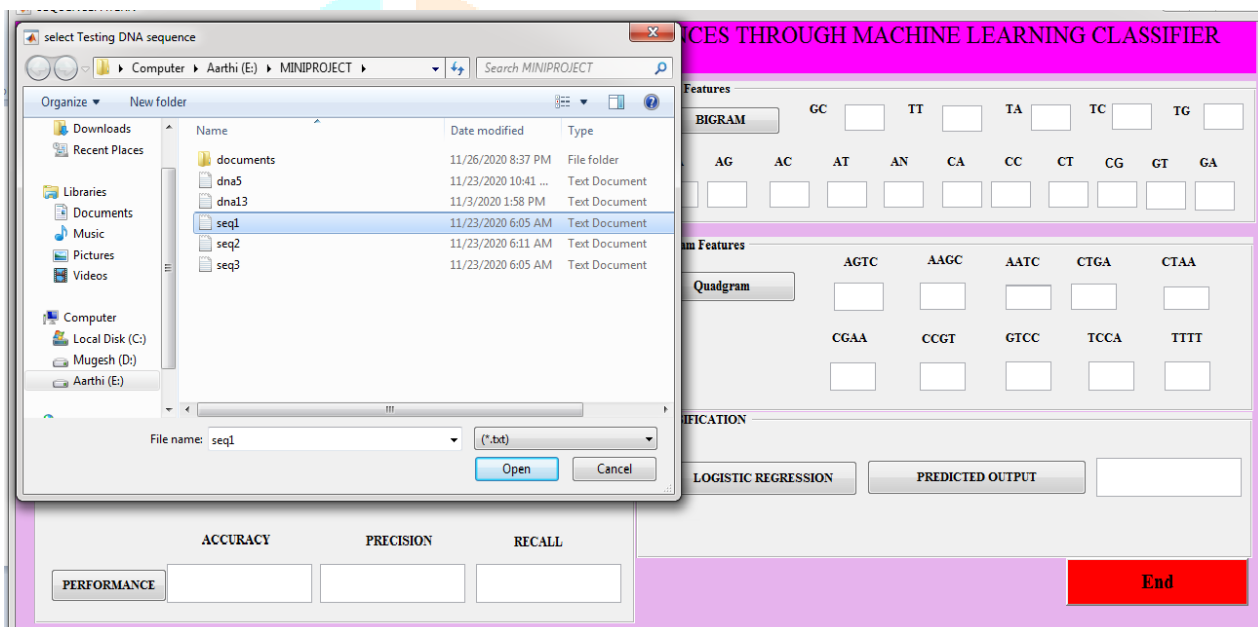 select Testing DNA sequence
Computer Aarthi (E:) MINIPROJECT
Search MINIPROJECT
Organize New folder
Downloads
Recent Places
Libraries
Documents
Music
Pictures
Videos
Computer
Local Disk (C:)
Mugesh (D:)
Aarthi (E:)
Name Date modified Type
documents 11/26/2020 8:37 PM File folder
dna5 11/23/2020 10:41 ... Text Document
dna13 11/3/2020 1:58 PM Text Document
seq1 11/23/2020 6:05 AM Text Document
seq2 11/23/2020 6:11 AM Text Document
seq3 11/23/2020 6:05 AM Text Document
File name: seq1 (*.txt)
Open Cancel
THROUGH MACHINE LEARNING CLASSIFIER
Features
BIGRAM GC TT TA TC TG
AG AC AT AN CA CC CT CG GT GA
Features
Quadgram AGTC AAGC AATC CTGA CTAA
CGAA CCGT GTCC TCCA TTTT
LOGISTIC REGRESSION PREDICTED OUTPUT
ACCURACY PRECISION RECALL
PERFORMANCE
End